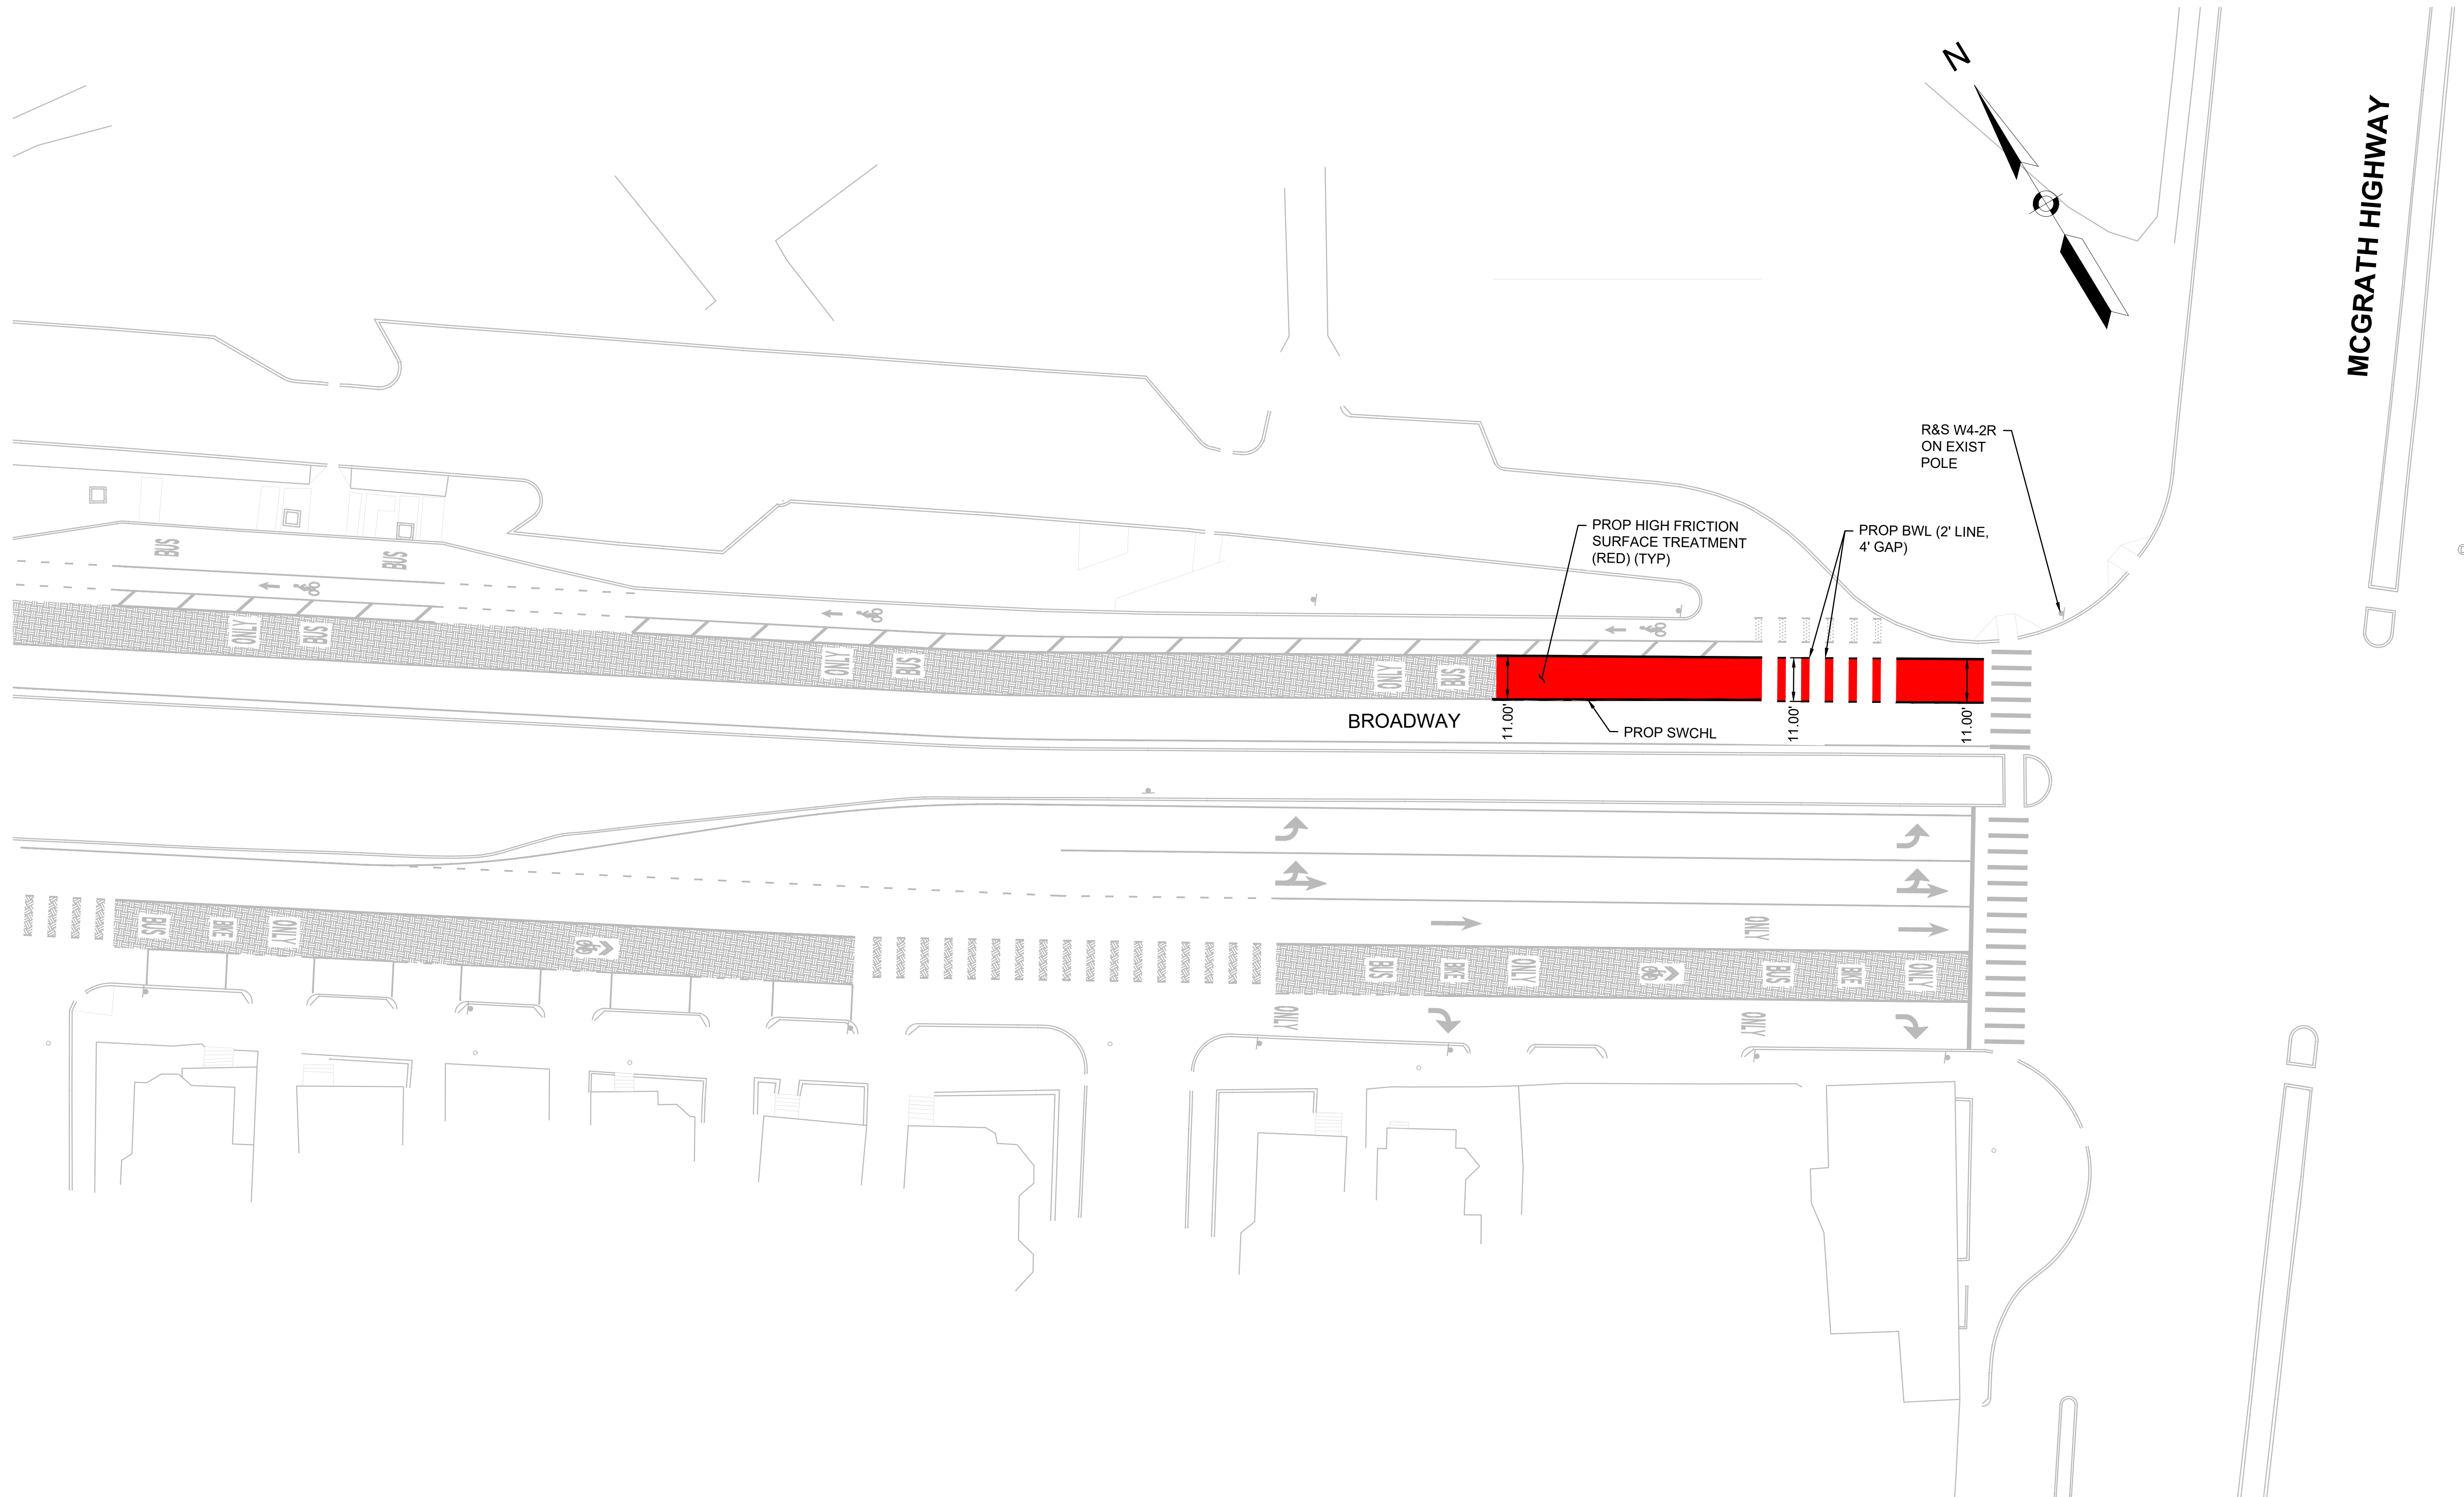 N
MCGRATH HIGHWAY
R&S W4-2R
ON EXIST
POLE
PROP HIGH FRICTION
SURFACE TREATMENT
(RED) (TYP)
PROP BWL (2' LINE,
4' GAP)
BUS
BUS
ONLY
BUS
ONLY
BUS
ONLY
BUS
11.00'
11.00'
11.00'
BROADWAY
PROP SWCHL
BUS
BIKE
ONLY
ONLY
BUS
BIKE
ONLY
BUS
BIKE
ONLY
ONLY
ONLY